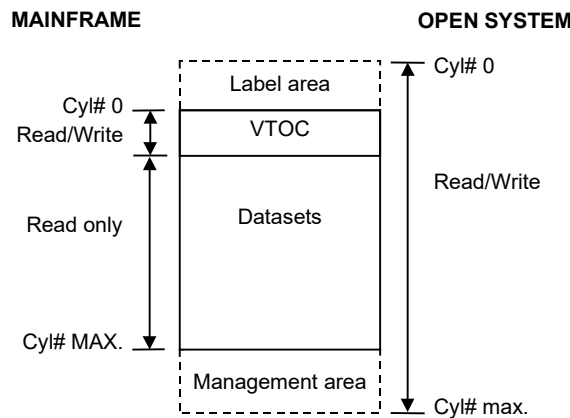 MAINFRAME
OPEN SYSTEM
Cyl# 0
Label area
Cyl# 0
Read/Write
VTOC
Read/Write
Read only
Datasets
Cyl# MAX.
Management area
Cyl# max.